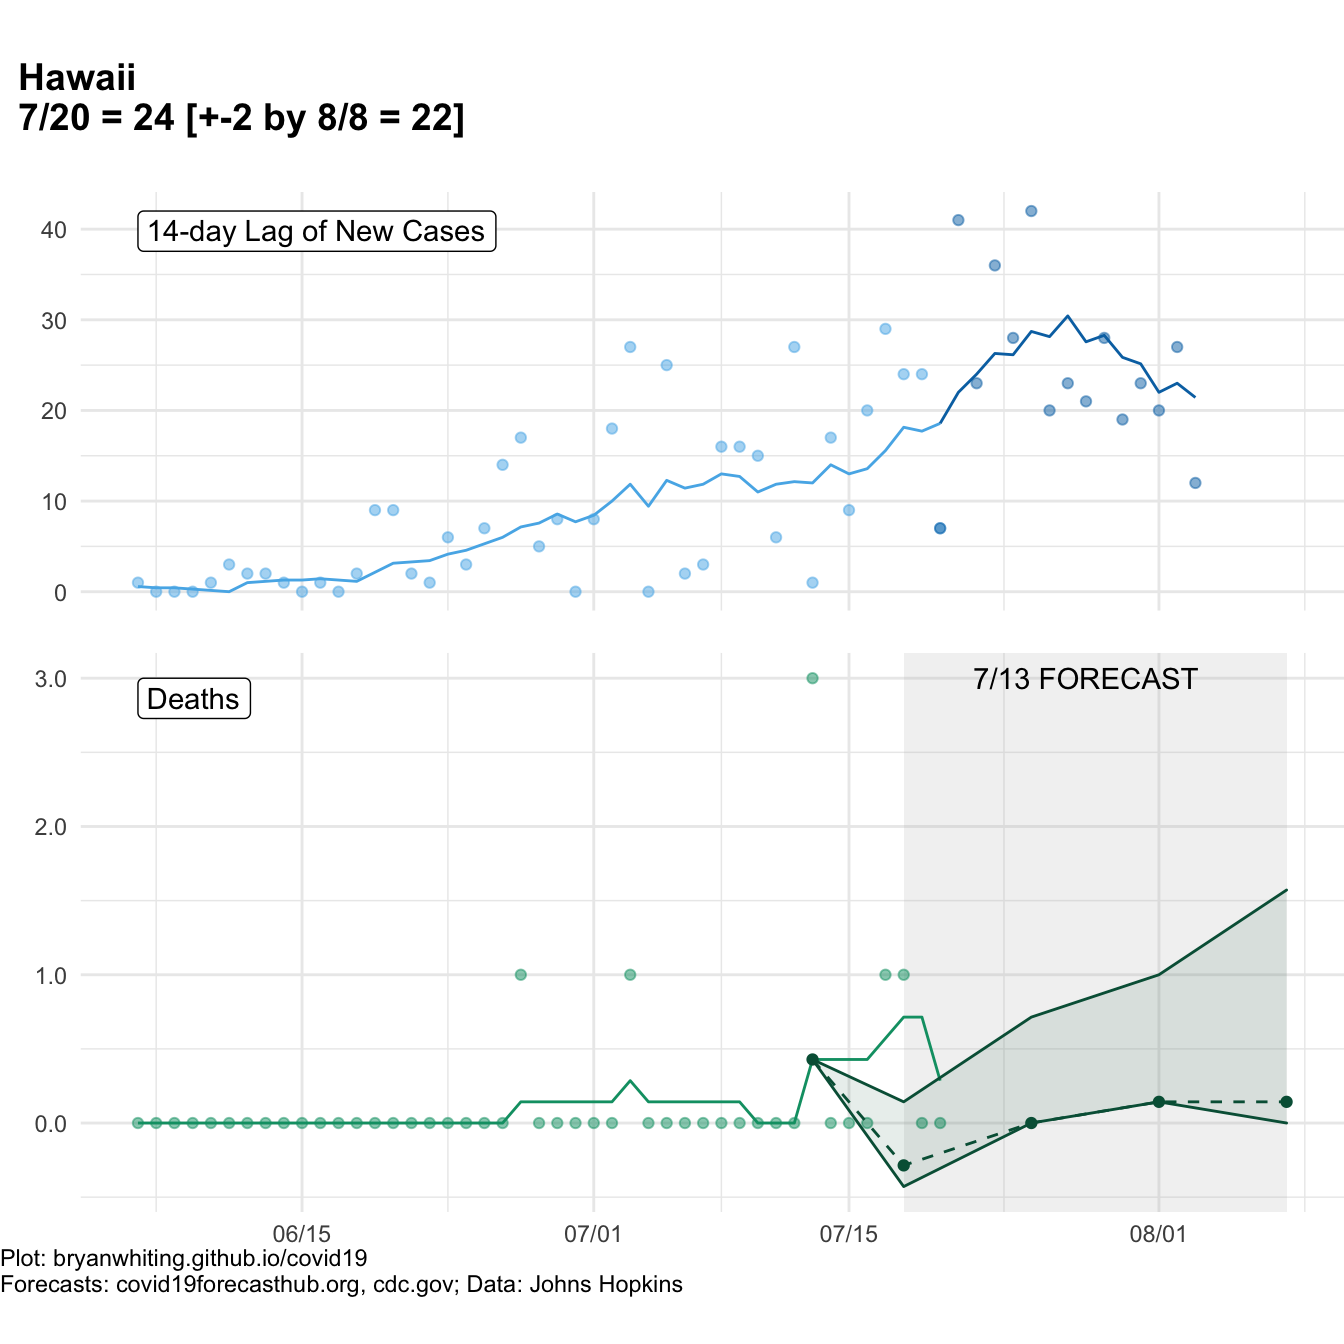 Hawaii
7/20 = 24 [+-2 by 8/8 = 22]
14-day Lag of New Cases
40
30
20
10
0
7/13 FORECAST
Deaths
3.0
2.0
1.0
0.0
06/15 07/01 07/15 08/01
Plot: bryanwhiting.github.io/covid19
Forecasts: covid19forecasthub.org, cdc.gov; Data: Johns Hopkins